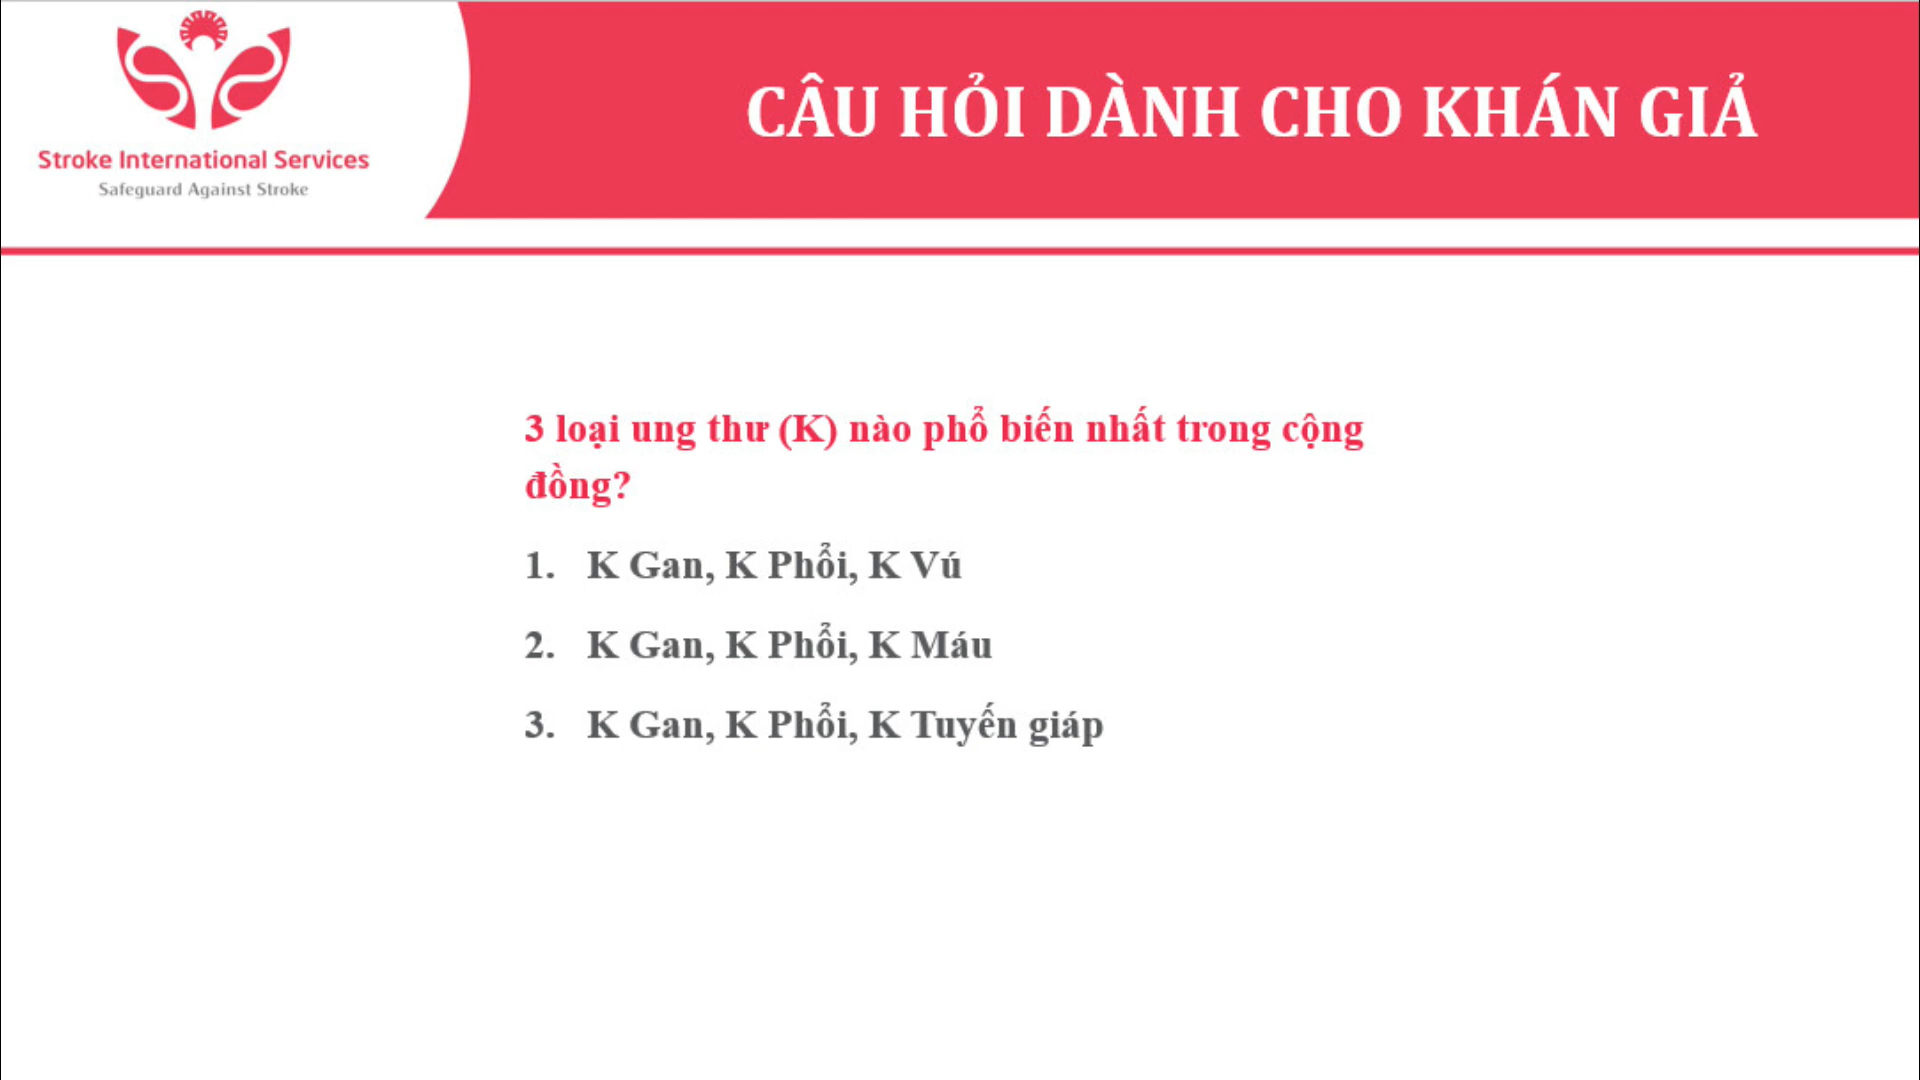 CÂU HỎI DÀNH CHO KHÁN GIẢ
Stroke International Services
Safeguard Against Stroke
3 loại ung thư (K) nào phổ biến nhất trong cộng
đồng?
1. K Gan, K Phổi, K Vú
2. K Gan, K Phổi, K Máu
3. K Gan, K Phổi, K Tuyến giáp